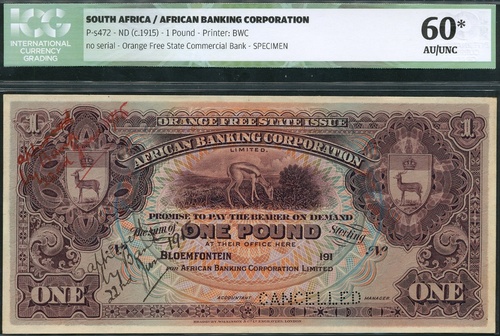 ICG
INTERNATIONAL
CURRENCY
GRADING
SOUTH AFRICA / AFRICAN BANKING CORPORATION
P-s472 - ND (c.1915) - 1 Pound - Printer: BWC
no serial - Orange Free State Commercial Bank - SPECIMEN
60*
AU/UNC
ORANGE FREE STATE ISSUE
1
1
AFRICAN BANKING CORPORATION
LIMITED.
PROMISE TO PAY THE BEARER ON DEMAND
The sum of
ONE POUND
AT THEIR OFFICE HERE
BLOEMFONTEIN
191
FOR AFRICAN BANKING CORPORATION LIMITED
ONE
ONE
ACCOUNTANT.
CANCELLED
MANAGER